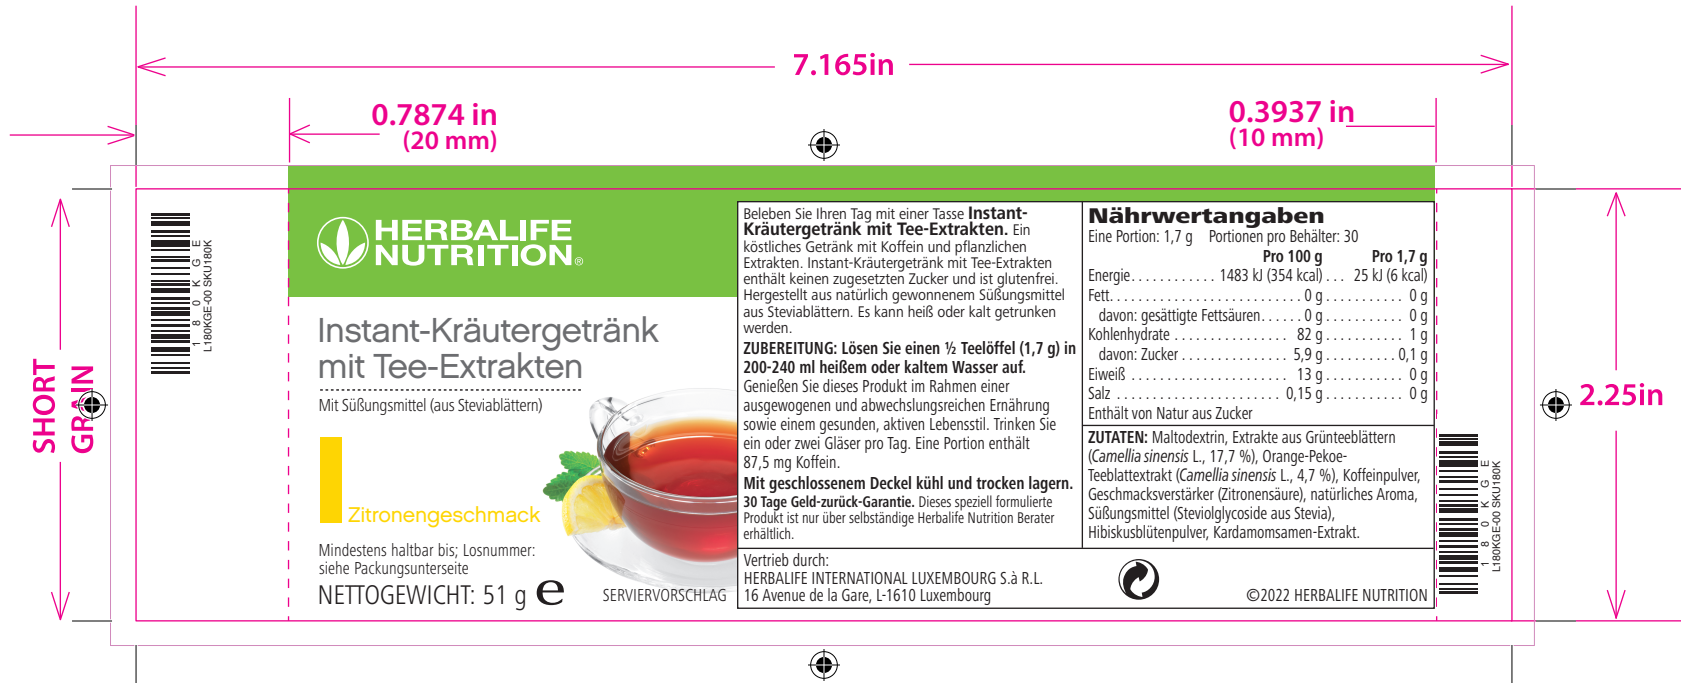 7.165in
0.7874 in
(20 mm)
0.3937 in
(10 mm)
SHORT
GRAIN
2.25in
180KGE
L180KGE-00 SKU180K
HERBALIFE
NUTRITION®
Instant-Kräutergetränk
mit Tee-Extrakten
Mit Süßungsmittel (aus Steviablättern)
Zitronengeschmack
Mindestens haltbar bis; Losnummer:
siehe Packungsunterseite
NETTOGEWICHT: 51 g ℮
SERVIERVORSCHLAG
Beleben Sie Ihren Tag mit einer Tasse Instant-
Kräutergetränk mit Tee-Extrakten. Ein
köstliches Getränk mit Koffein und pflanzlichen
Extrakten. Instant-Kräutergetränk mit Tee-Extrakten
enthält keinen zugesetzten Zucker und ist glutenfrei.
Hergestellt aus natürlich gewonnenem Süßungsmittel
aus Steviablättern. Es kann heiß oder kalt getrunken
werden.
ZUBEREITUNG: Lösen Sie einen ½ Teelöffel (1,7 g) in
200-240 ml heißem oder kaltem Wasser auf.
Genießen Sie dieses Produkt im Rahmen einer
ausgewogenen und abwechslungsreichen Ernährung
sowie einem gesunden, aktiven Lebensstil. Trinken Sie
ein oder zwei Gläser pro Tag. Eine Portion enthält
87,5 mg Koffein.
Mit geschlossenem Deckel kühl und trocken lagern.
30 Tage Geld-zurück-Garantie. Dieses speziell formulierte
Produkt ist nur über selbständige Herbalife Nutrition Berater
erhältlich.
Vertrieb durch:
HERBALIFE INTERNATIONAL LUXEMBOURG S.à R.L.
16 Avenue de la Gare, L-1610 Luxembourg
Nährwertangaben
Eine Portion: 1,7 g Portionen pro Behälter: 30
Pro 100 g Pro 1,7 g
Energie............ 1483 kJ (354 kcal)... 25 kJ (6 kcal)
Fett...........................0 g........... 0 g
davon: gesättigte Fettsäuren......0 g........... 0 g
Kohlenhydrate ................ 82 g........... 1 g
davon: Zucker ............... 5,9 g..........0,1 g
Eiweiß ...................... 13 g........... 0 g
Salz ....................... 0,15 g........... 0 g
Enthält von Natur aus Zucker
ZUTATEN: Maltodextrin, Extrakte aus Grünteeblättern
(Camellia sinensis L., 17,7 %), Orange-Pekoe-
Teeblattextrakt (Camellia sinensis L., 4,7 %), Koffeinpulver,
Geschmacksverstärker (Zitronensäure), natürliches Aroma,
Süßungsmittel (Steviolglycoside aus Stevia),
Hibiskusblütenpulver, Kardamomsamen-Extrakt.
©2022 HERBALIFE NUTRITION
180KGE
L180KGE-00 SKU180K